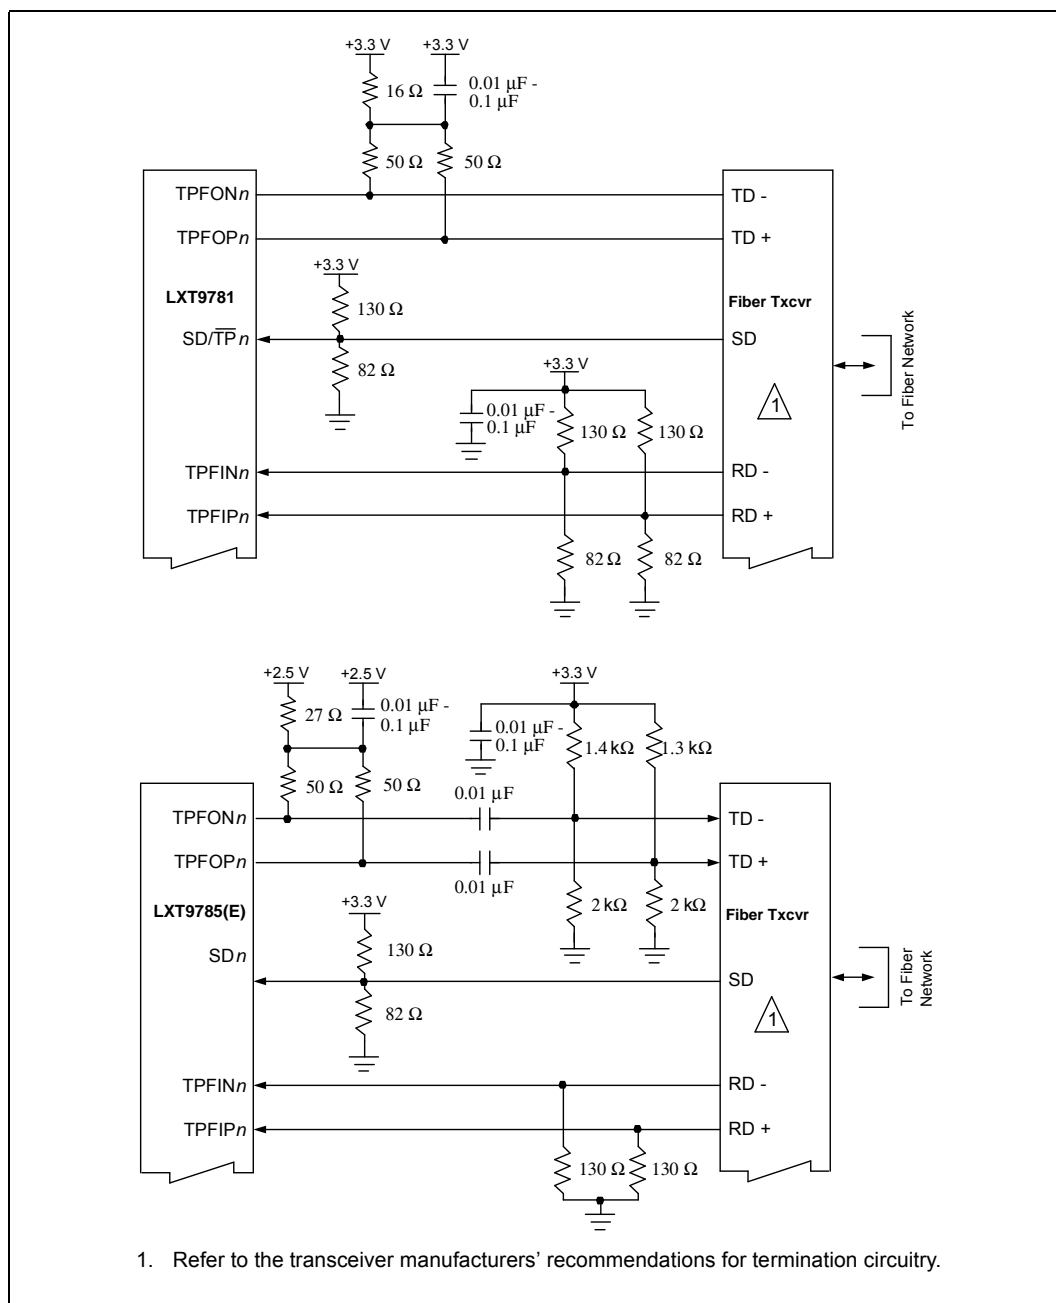 +3.3 V
+3.3 V
16 Ω
0.01 µF -
0.1 µF
50 Ω
50 Ω
TPFONn
TD -
TPFOPn
TD +
+3.3 V
LXT9781
Fiber Txcvr
130 Ω
SD/TPn
SD
82 Ω
+3.3 V
To Fiber Network
1
0.01 µF -
0.1 µF
130 Ω
130 Ω
TPFINn
RD -
TPFIPn
RD +
82 Ω
82 Ω
+2.5 V
+2.5 V
+3.3 V
27 Ω
0.01 µF -
0.1 µF
0.01 µF -
0.1 µF
1.4 kΩ
1.3 kΩ
50 Ω
50 Ω
0.01 µF
TPFONn
TD -
TPFOPn
TD +
0.01 µF
+3.3 V
2 kΩ
2 kΩ
LXT9785(E)
Fiber Txcvr
130 Ω
SDn
SD
To Fiber
Network
82 Ω
1
TPFINn
RD -
TPFIPn
RD +
130 Ω
130 Ω
1. Refer to the transceiver manufacturers’ recommendations for termination circuitry.